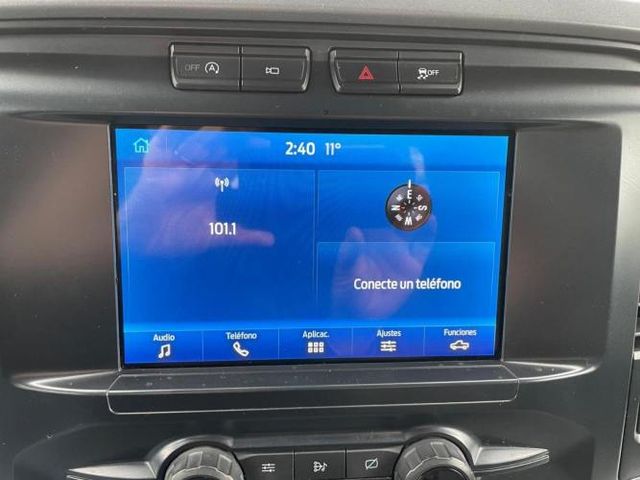 OFF A
OFF
2:40 11°
101.1
E
N S
W
Conecte un teléfono
Audio Teléfono Aplicac. Ajustes Funciones